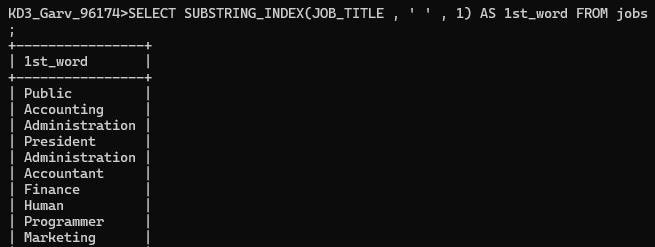 KD3_Garv_96174>SELECT SUBSTRING_INDEX(JOB_TITLE , ' ' , 1) AS 1st_word FROM jobs
;
+----------------+
| 1st_word       |
+----------------+
| Public         |
| Accounting     |
| Administration |
| President      |
| Administration |
| Accountant     |
| Finance        |
| Human          |
| Programmer     |
| Marketing      |